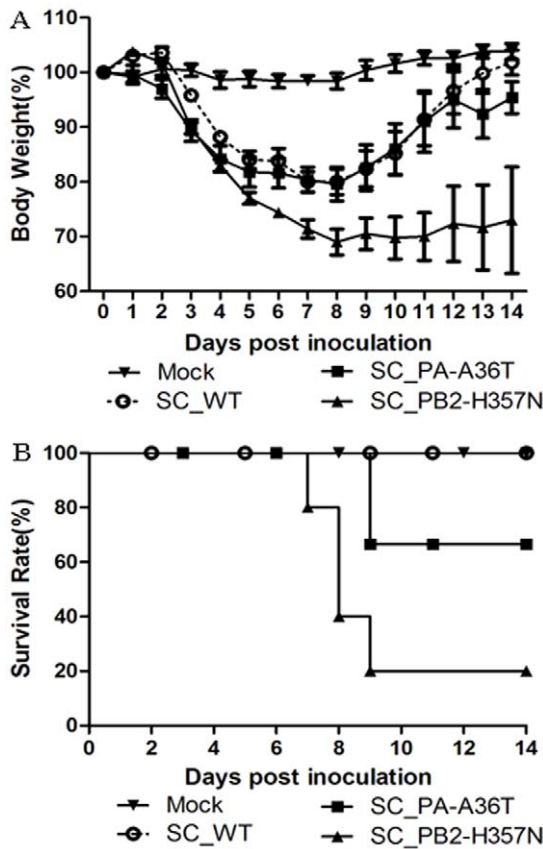 A
110
100
90
80
70
60
Body Weight(%)
0 1 2 3 4 5 6 7 8 9 10 11 12 13 14
Days post inoculation
Mock SC_PA-A36T
SC_WT SC_PB2-H357N
B
100
80
60
40
20
0
Survival Rate(%)
0 2 4 6 8 10 12 14
Days post inoculation
Mock SC_PA-A36T
SC_WT SC_PB2-H357N